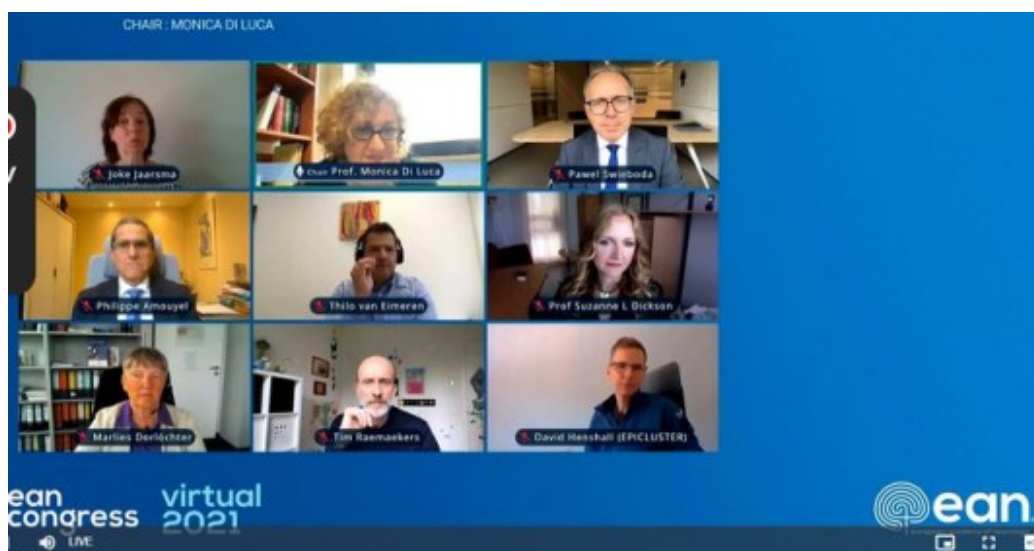 CHAIR : MONICA DI LUCA
Joke Jaarsma
Chair Prof. Monica Di Luca
Pawel Swieboda
Philippe Amouyel
Thilo van Eimeren
Prof Suzanne L Dickson
Marlies Dorlöchter
Tim Raemaekers
David Henshall (EPICLUSTER)
ean
congress
virtual
2021
ean
LIVE